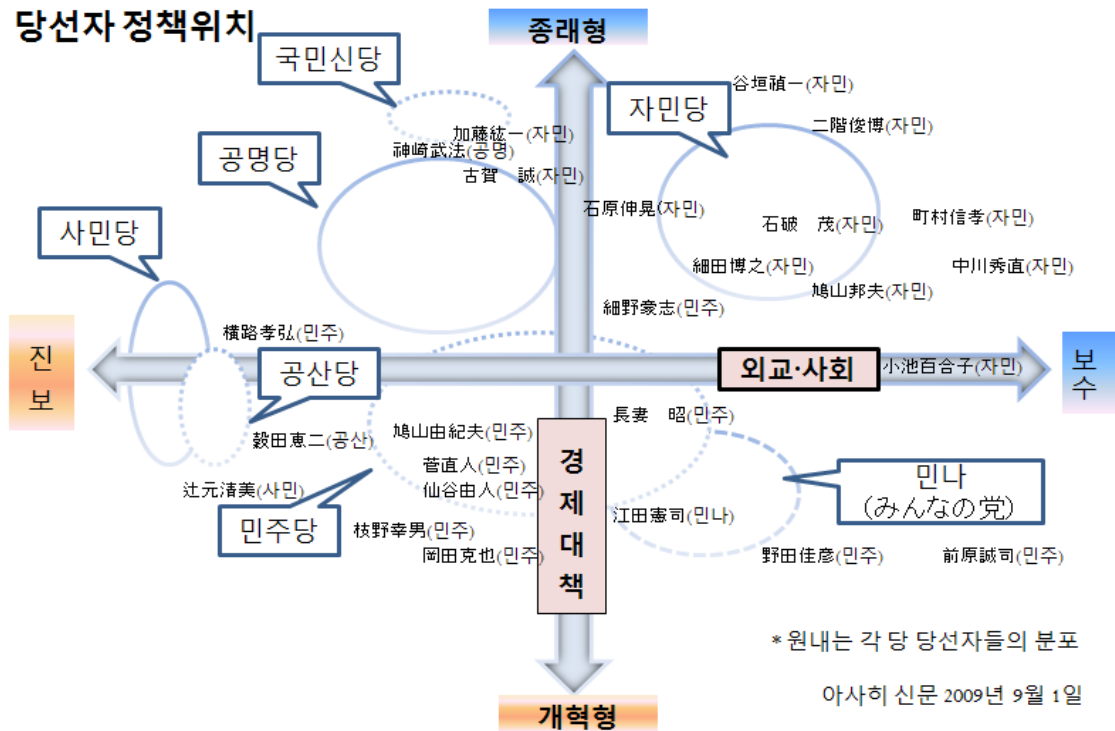 당선자 정책위치
종래형
국민신당
谷垣禎一(자민)
자민당
二階俊博(자민)
加藤紘一(자민)
神崎武法(공명)
공명당
古賀 誠(자민)
石原伸晃(자민)
石破 茂(자민)
町村信孝(자민)
사민당
細田博之(자민)
中川秀直(자민)
鳩山邦夫(자민)
細野豪志(민주)
横路孝弘(민주)
진보
공산당
외교·사회
小池百合子(자민)
보수
長妻 昭(민주)
鳩山由紀夫(민주)
穀田恵二(공산)
경제대책
菅直人(민주)
민나
(みんなの党)
辻元清美(사민)
仙谷由人(민주)
江田憲司(민나)
민주당
枝野幸男(민주)
岡田克也(민주)
野田佳彦(민주)
前原誠司(민주)
* 원내는 각 당 당선자들의 분포
아사히 신문 2009년 9월 1일
개혁형